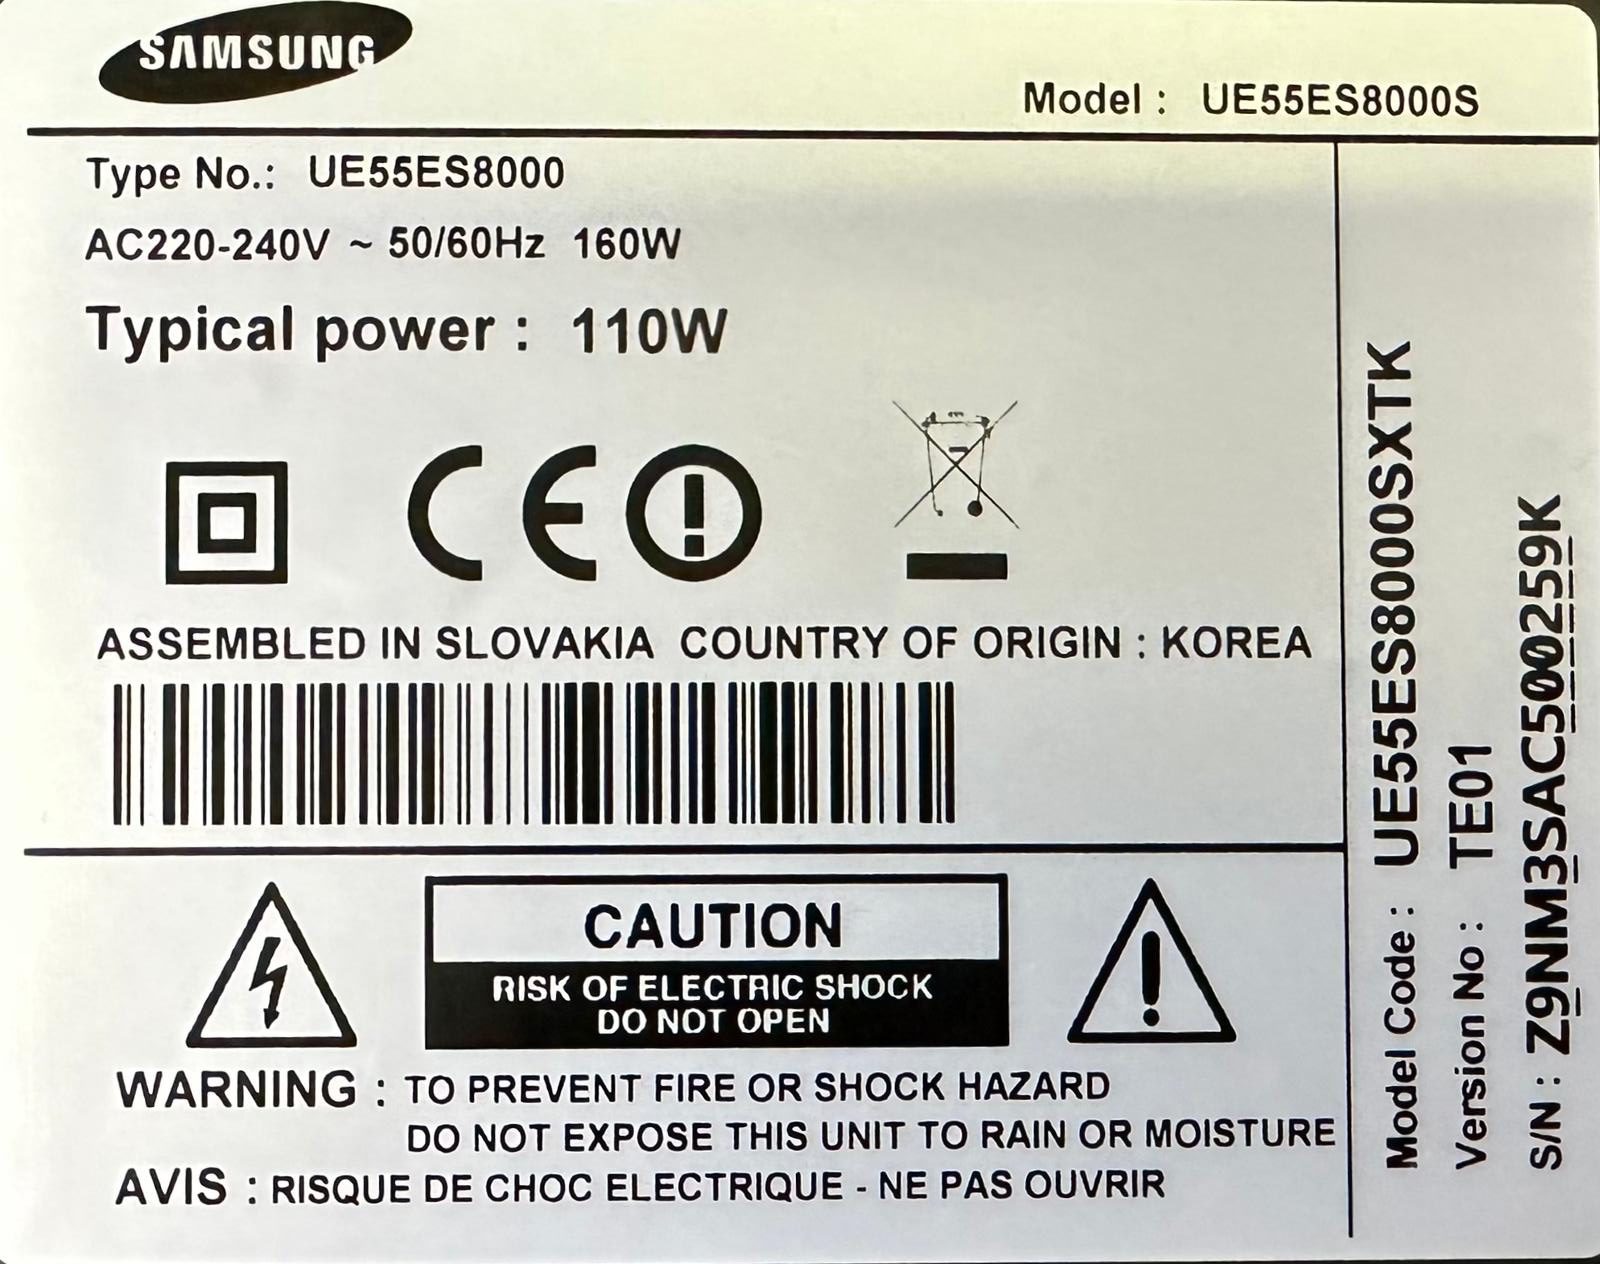 SAMSUNG
Model : UE55ES8000S
Type No.: UE55ES8000
AC220-240V ~ 50/60Hz 160W
Typical power : 110W
ASSEMBLED IN SLOVAKIA COUNTRY OF ORIGIN : KOREA
CAUTION
RISK OF ELECTRIC SHOCK
DO NOT OPEN
WARNING : TO PREVENT FIRE OR SHOCK HAZARD
DO NOT EXPOSE THIS UNIT TO RAIN OR MOISTURE
AVIS : RISQUE DE CHOC ELECTRIQUE - NE PAS OUVRIR
Model Code : UE55ES8000SXTK
Version No : TE01
S/N : Z9NM3SAC500259K